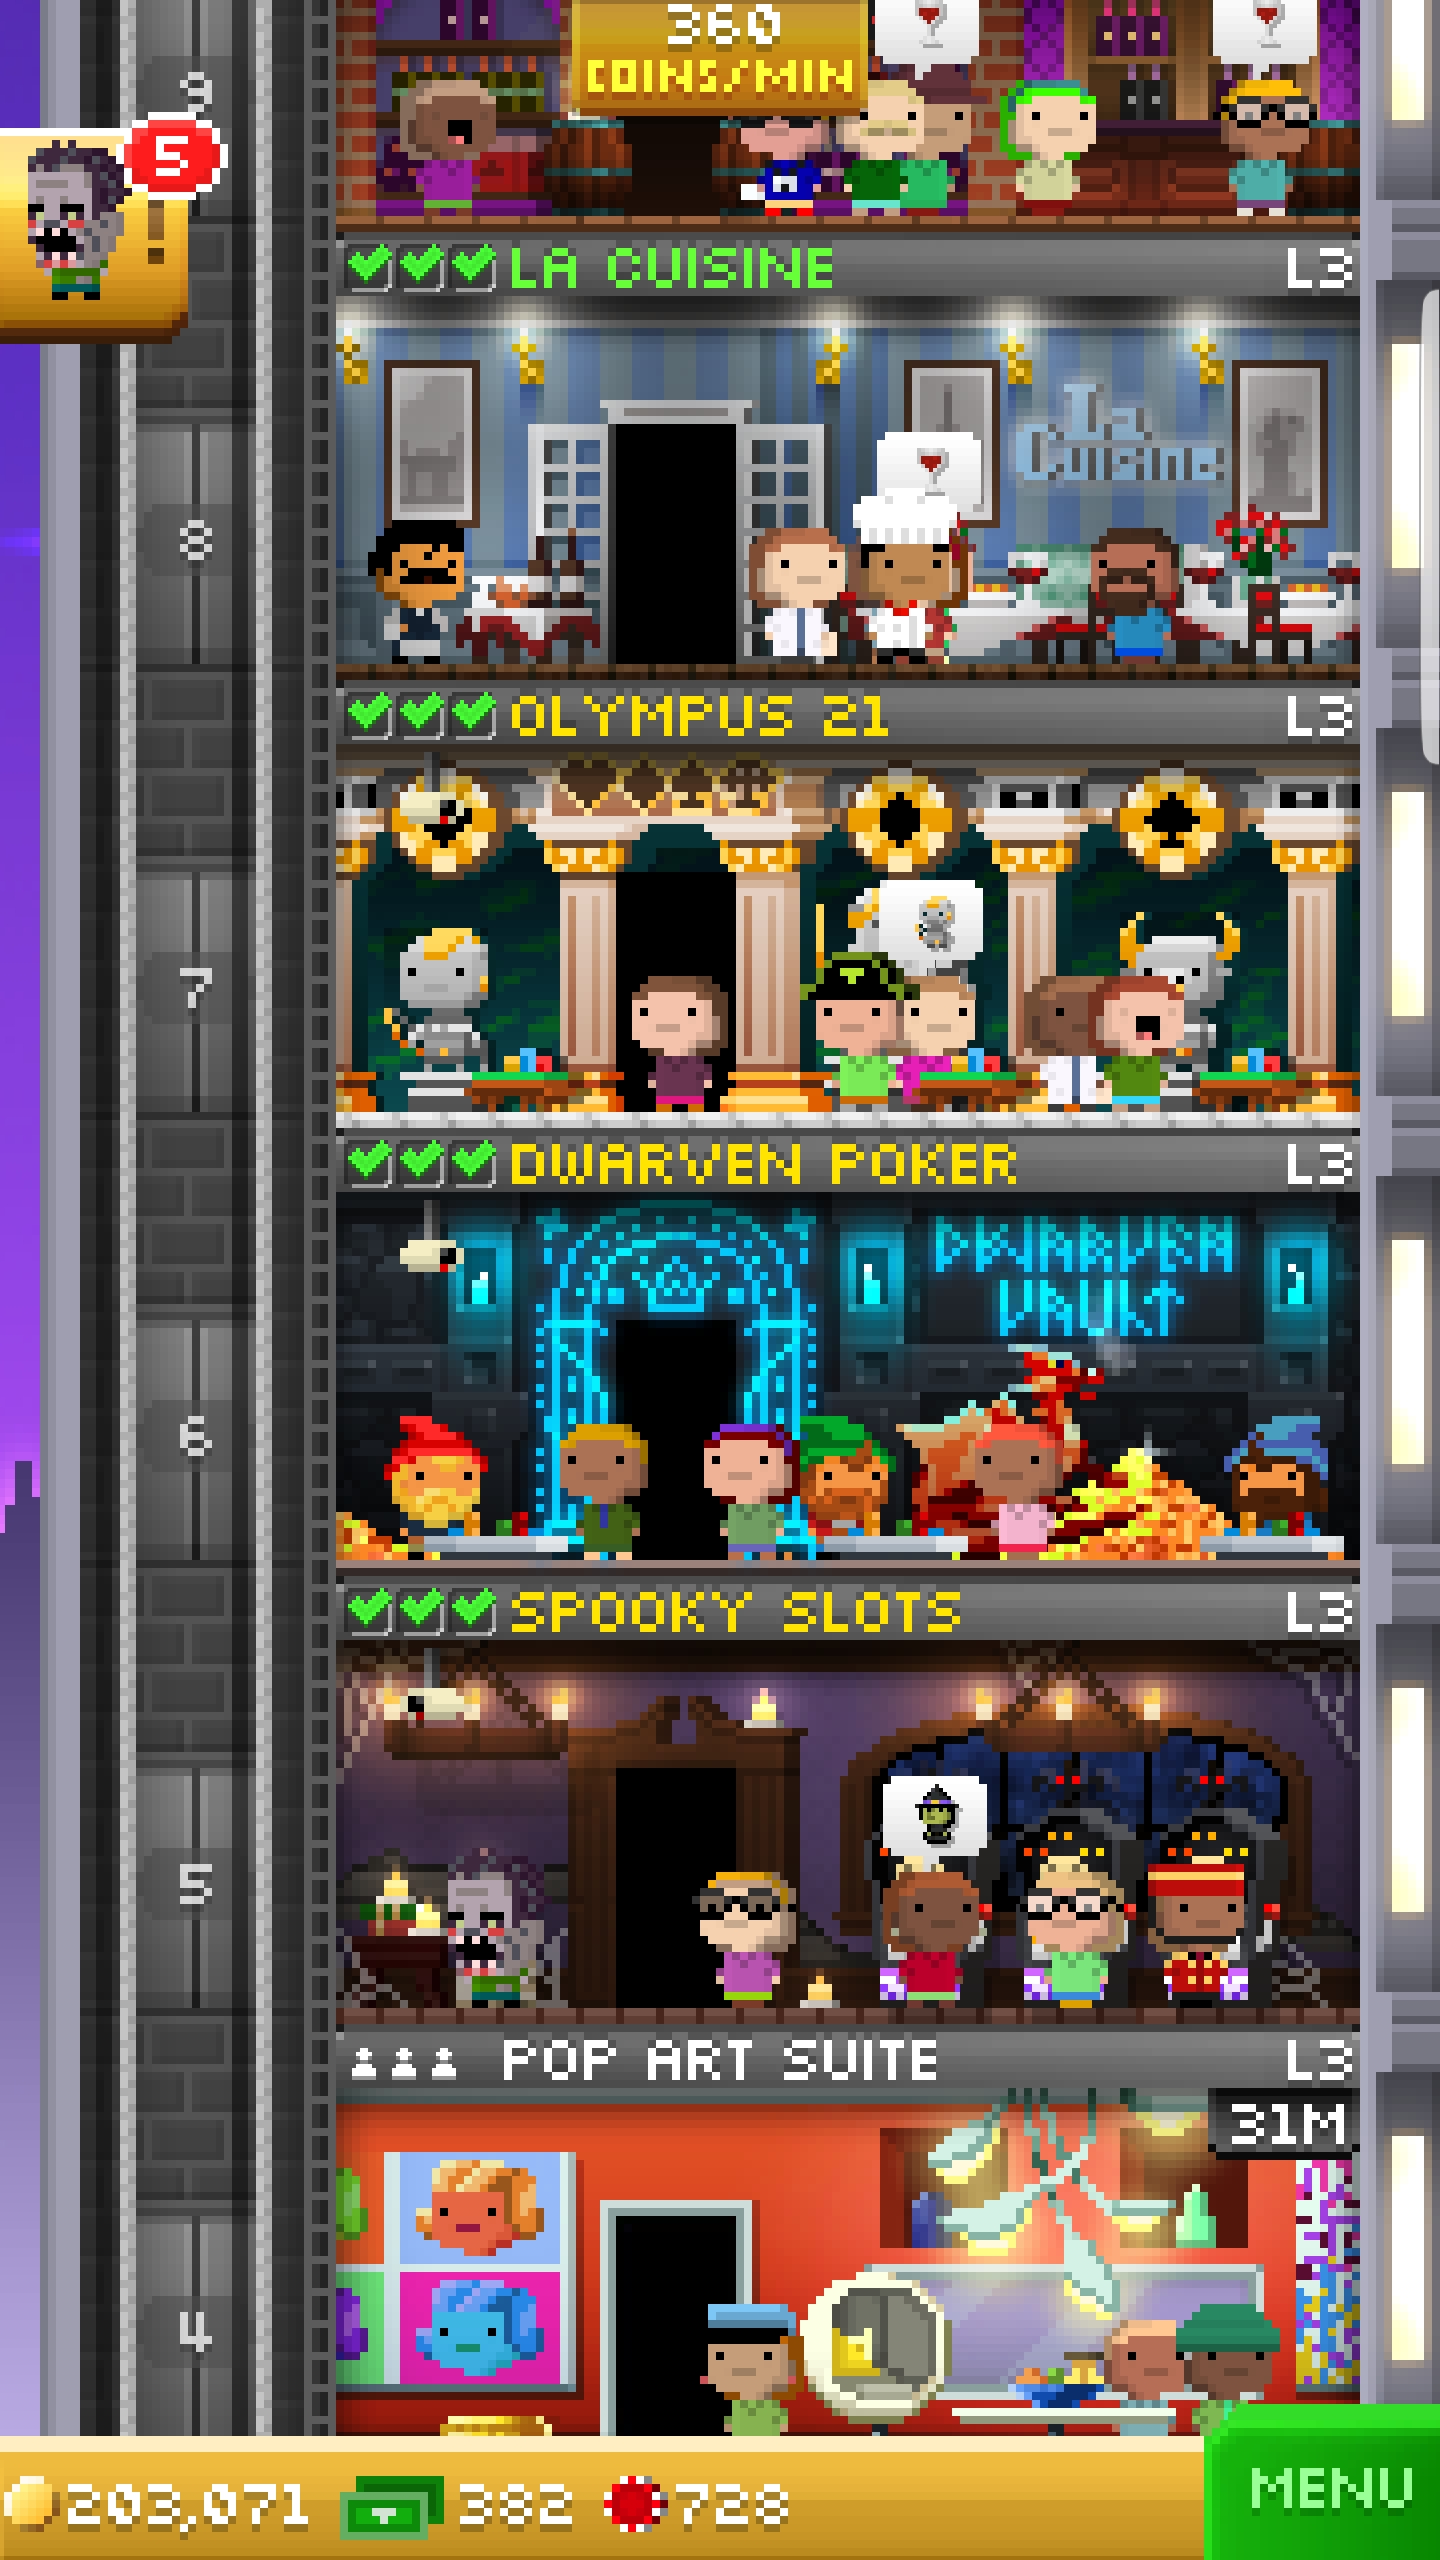 360
COINS/MIN
9
5
!
LA CUISINE L3
La
Cuisine
8
OLYMPUS 21 L3
7
DWARVEN POKER L3
DWARVEN
VAULT
6
SPOOKY SLOTS L3
5
POP ART SUITE L3
31M
4
203,071 382 728
MENU